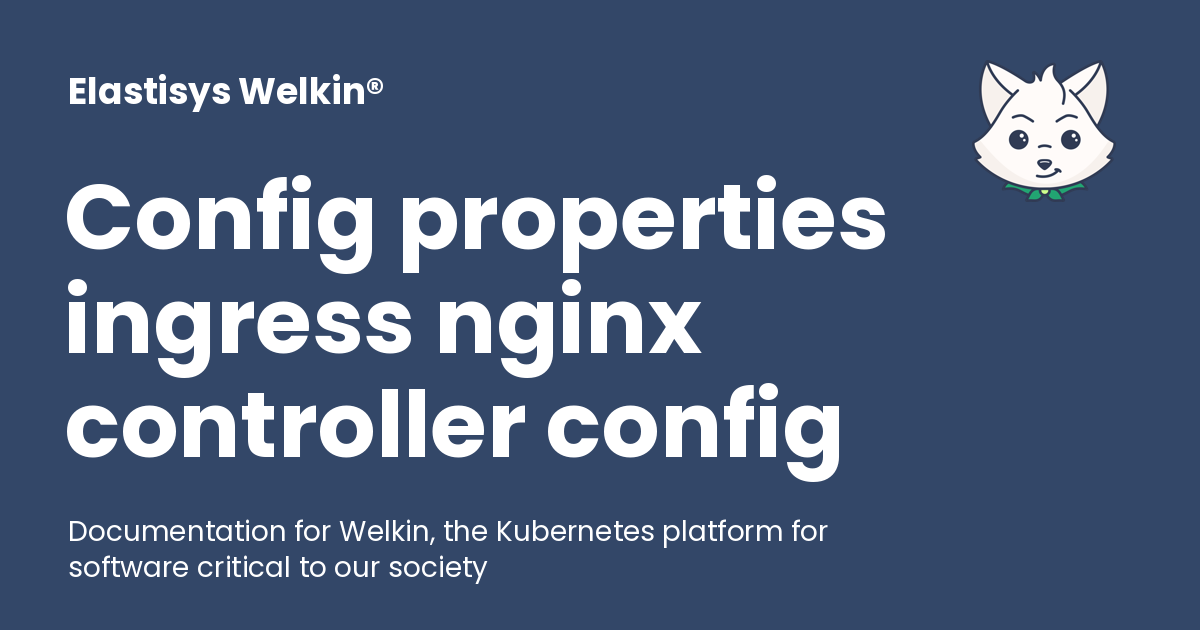 Elastisys Welkin®
Config properties
ingress nginx
controller config
Documentation for Welkin, the Kubernetes platform for
software critical to our society